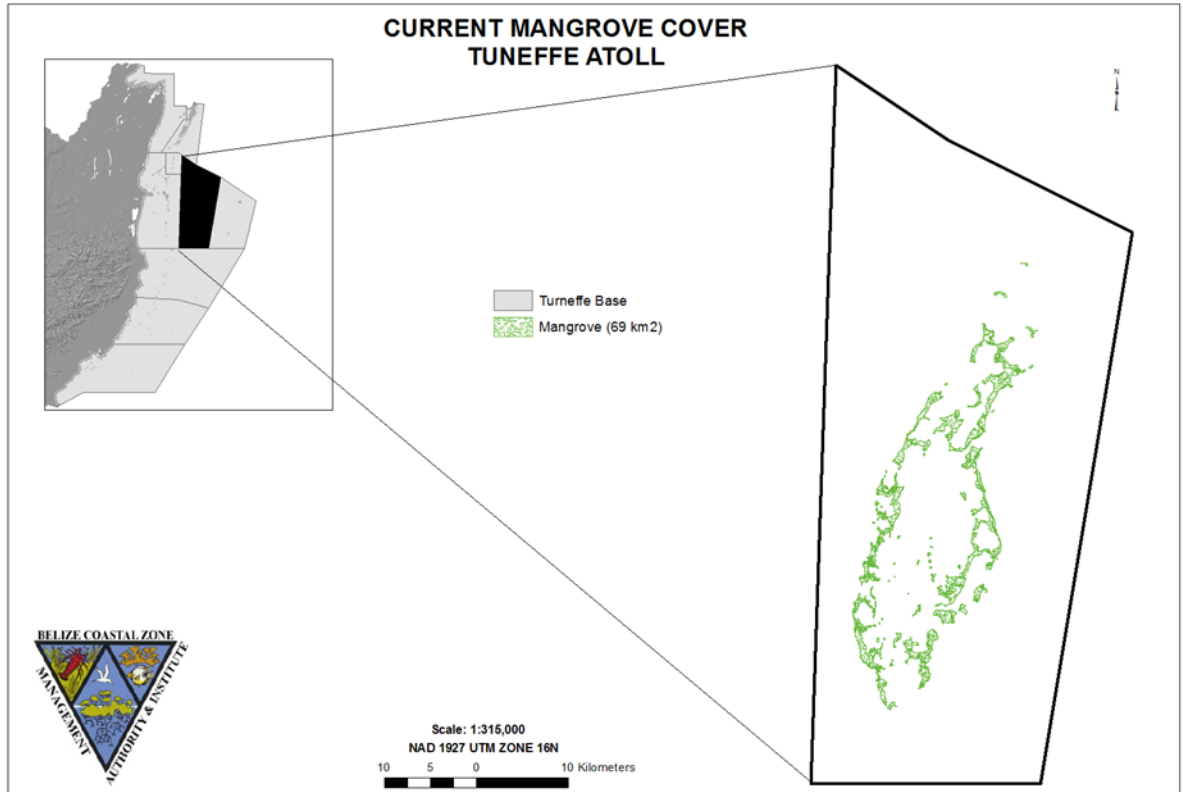 CURRENT MANGROVE COVER
TUNEFFE ATOLL
N
Turneffe Base
Mangrove (69 km2)
BELIZE COASTAL ZONE
MANAGEMENT
AUTHORITY & INSTITUTE
Scale: 1:315,000
NAD 1927 UTM ZONE 16N
10 5 0 10 Kilometers